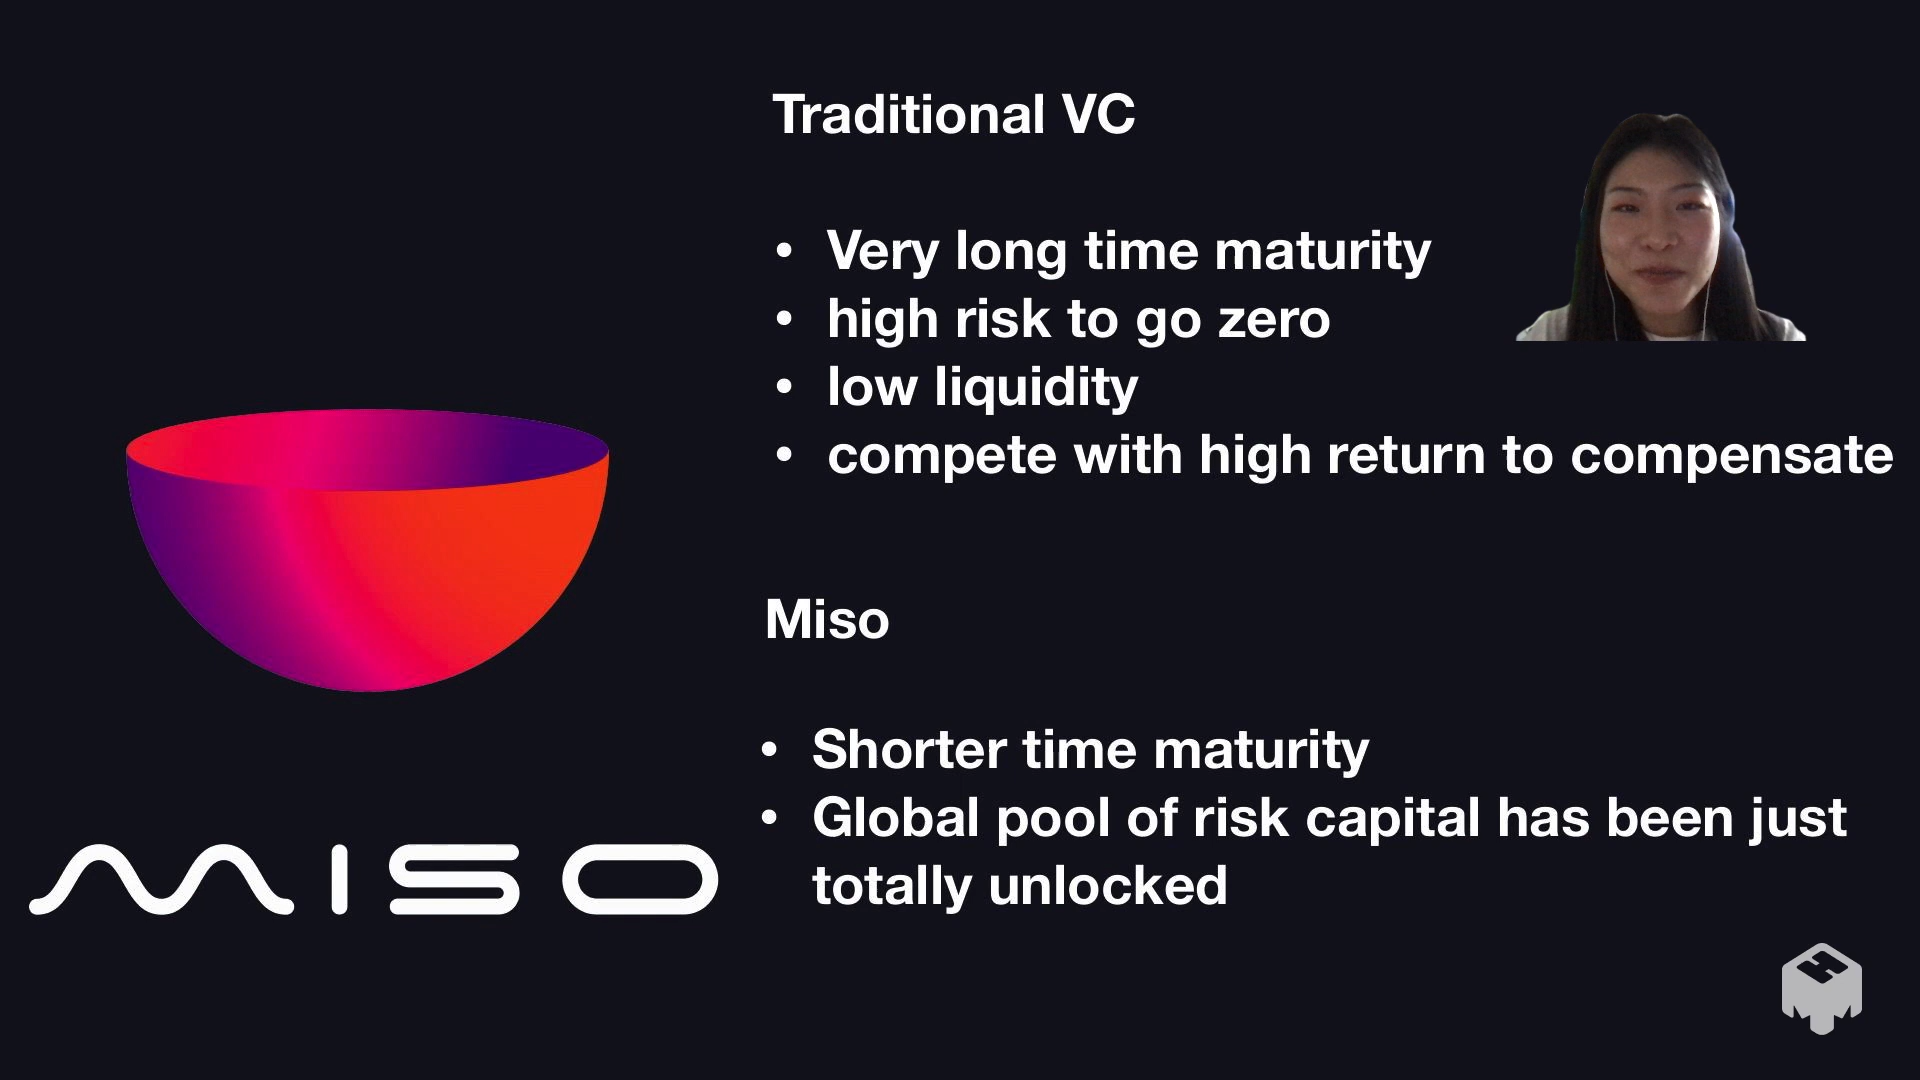 Traditional VC
• Very long time maturity
• high risk to go zero
• low liquidity
• compete with high return to compensate
Miso
• Shorter time maturity
• Global pool of risk capital has been just
totally unlocked
MISO